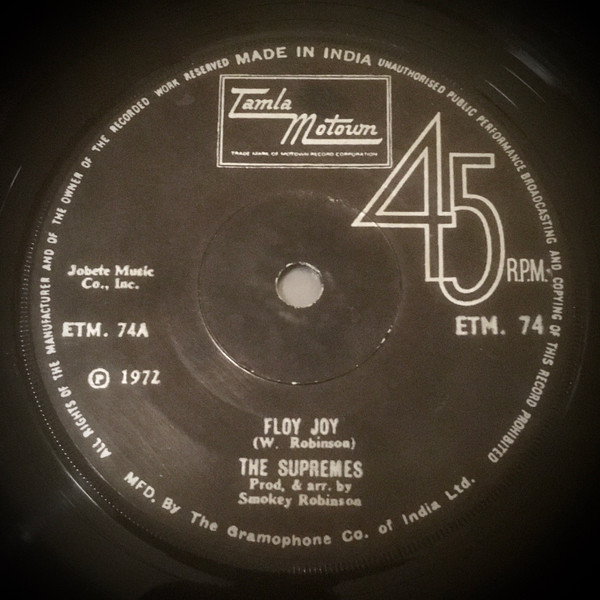 ALL RIGHTS OF THE MANUFACTURER AND OF THE OWNER OF THE RECORDED WORK RESERVED MADE IN INDIA UNAUTHORISED PUBLIC PERFORMANCE BROADCASTING AND COPYING OF THIS RECORD PROHIBITED
Tamla
Motown
TRADE MARK OF MOTOWN RECORD CORPORATION
45
R.P.M.
Jobete Music
Co., Inc.
ETM. 74A
ETM. 74
℗ 1972
FLOY JOY
(W. Robinson)
THE SUPREMES
Prod, & arr. by
Smokey Robinson
MFD. By The Gramophone Co. of India Ltd.